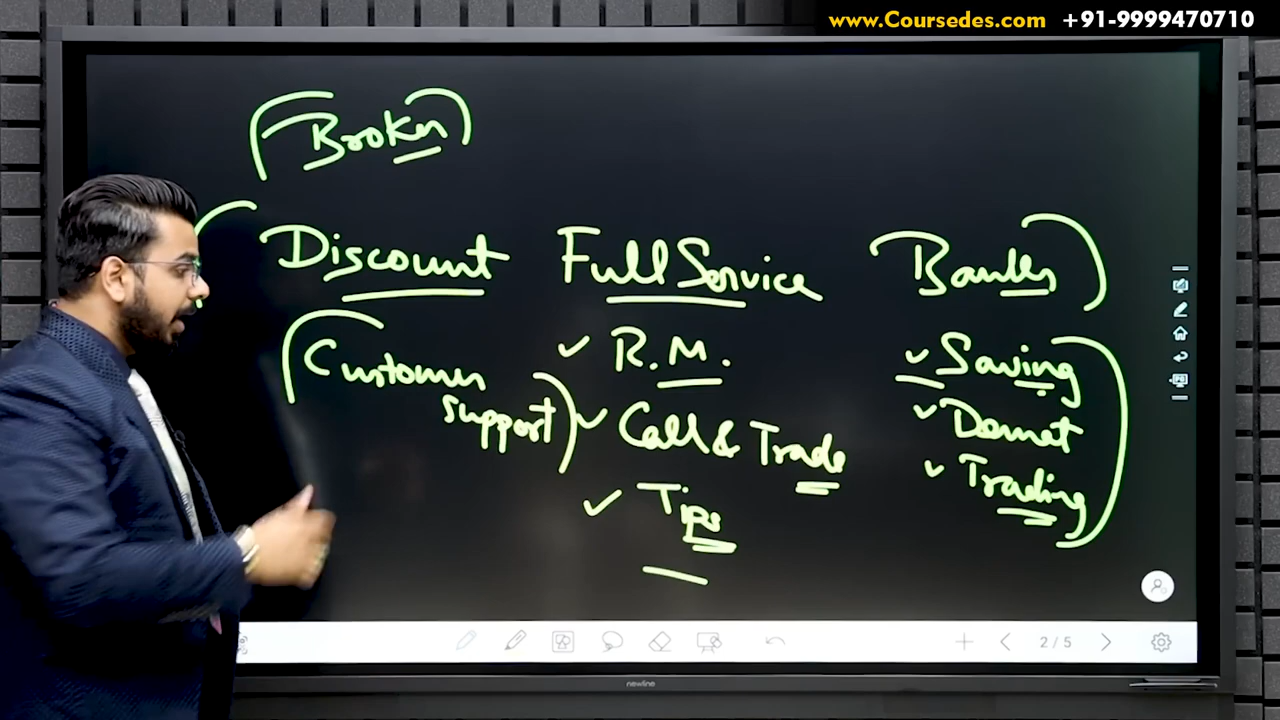 www.Coursedes.com +91-9999470710
Broker
Discount Full Service Banks
Customer support
R.M.
Call & Trade
Tips
Saving
Demat
Trading
2/5
newline